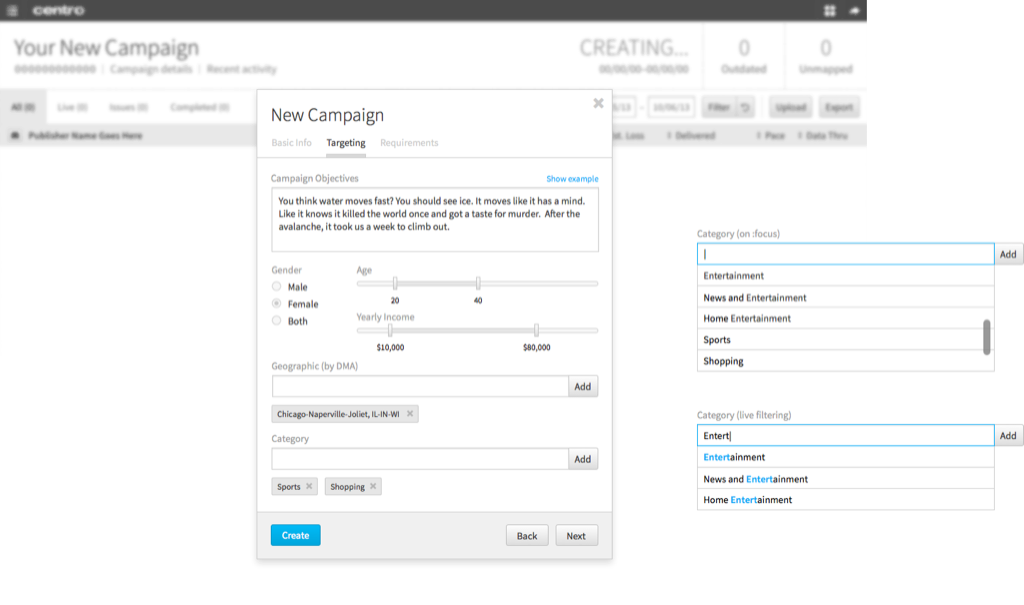 centro
Your New Campaign
CREATING...
0
0
000000000000 | Campaign details | Recent activity
00/00/00-00/00/00
Outdated
Unmapped
All (0)
Live (0)
Issues (0)
Completed (0)
/13 - 10/06/13
Filter
Upload
Export
Publisher Name Goes Here
Loss
Delivered
Pace
Data Thru
New Campaign
Basic Info
Targeting
Requirements
Campaign Objectives
Show example
You think water moves fast? You should see ice. It moves like it has a mind.
Like it knows it killed the world once and got a taste for murder. After the
avalanche, it took us a week to climb out.
Gender
Male
Female
Both
Age
20
40
Yearly Income
$10,000
$80,000
Geographic (by DMA)
Add
Chicago-Naperville-Joliet, IL-IN-WI
Category
Add
Sports
Shopping
Create
Back
Next
Category (on :focus)
Add
Entertainment
News and Entertainment
Home Entertainment
Sports
Shopping
Category (live filtering)
Entert
Add
Entertainment
News and Entertainment
Home Entertainment